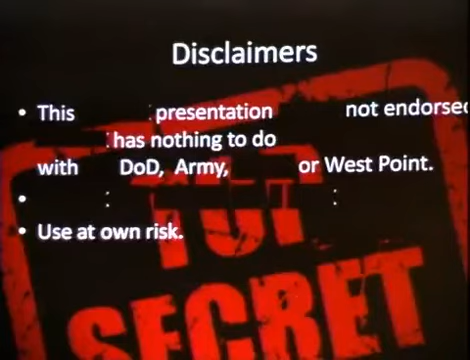 Disclaimers
• This presentation not endorsed
has nothing to do
with DoD, Army, or West Point.
•
• Use at own risk.
TOP
SECRET